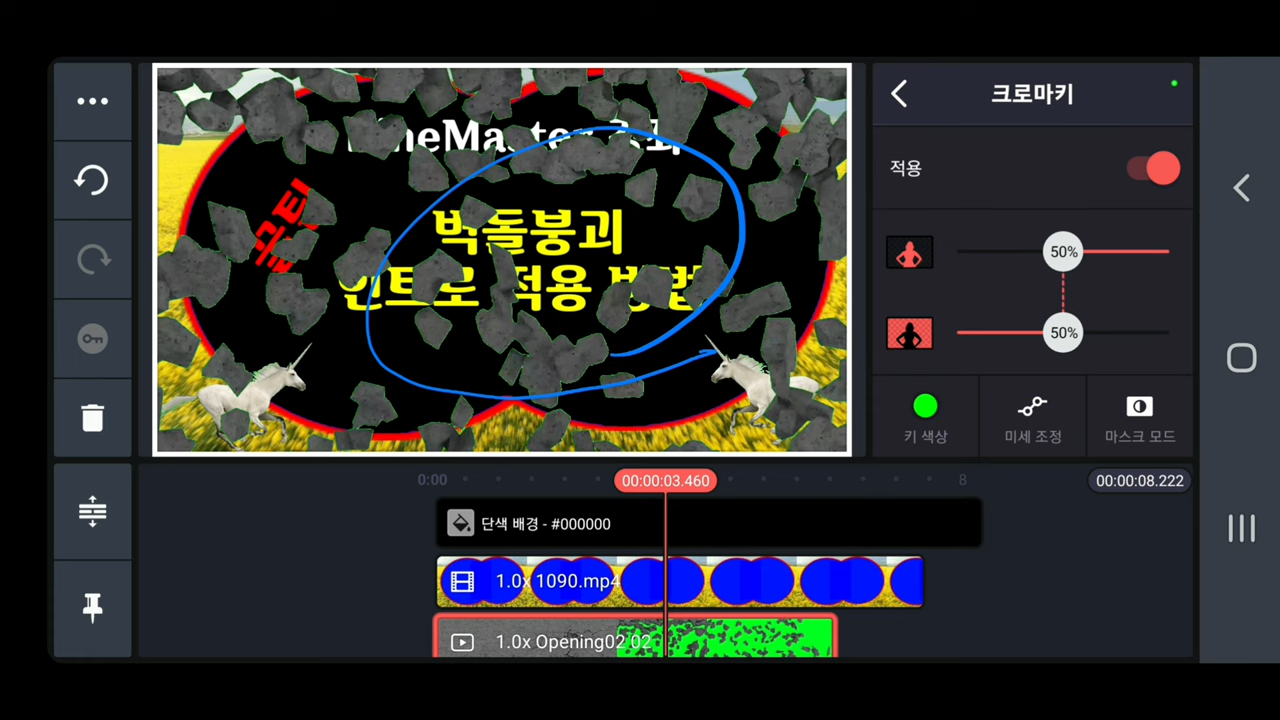 크로마키
적용
50%
50%
키 색상
미세 조정
마스크 모드
벽돌붕괴
인트로 적용 방법
0:00
00:00:03.460
8
00:00:08.222
단색 배경 - #000000
1.0x 1090.mp4
1.0x Opening02 02